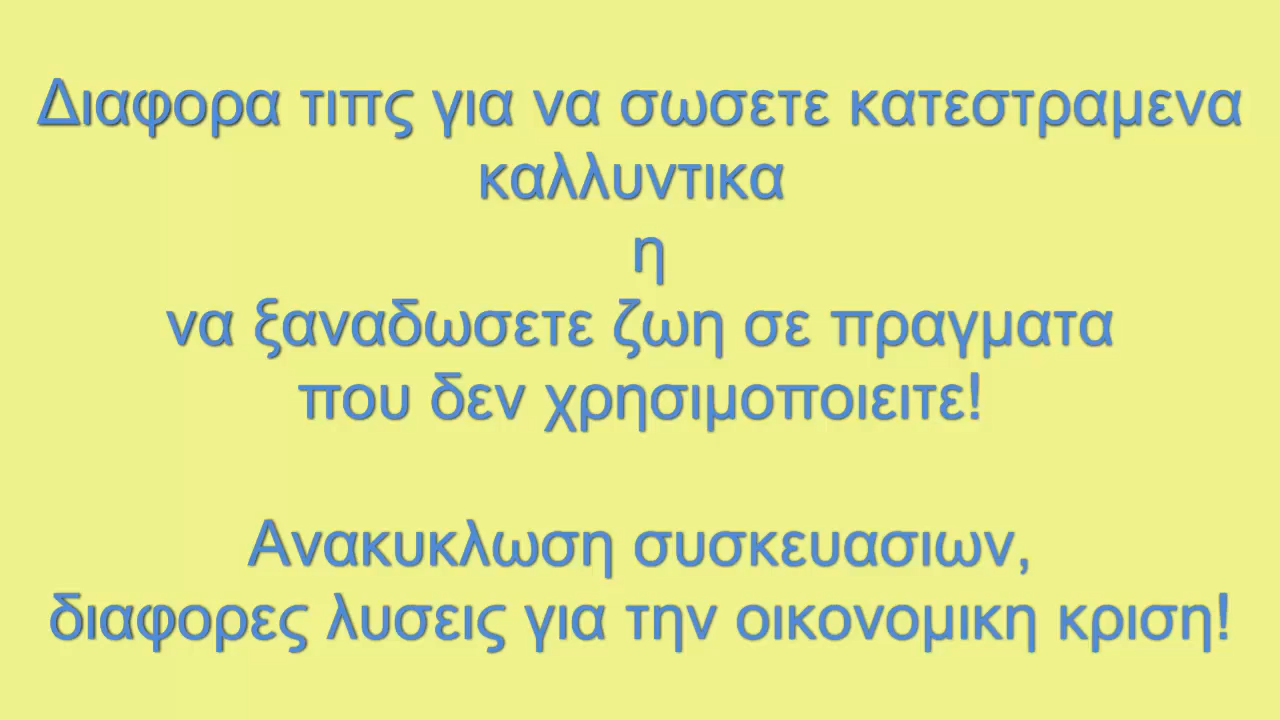 Διαφορα τιπς για να σωσετε κατεστραμενα
καλλυντικα
η
να ξαναδωσετε ζωη σε πραγματα
που δεν χρησιμοποιειτε!
Ανακυκλωση συσκευασιων,
διαφορες λυσεις για την οικονομικη κριση!